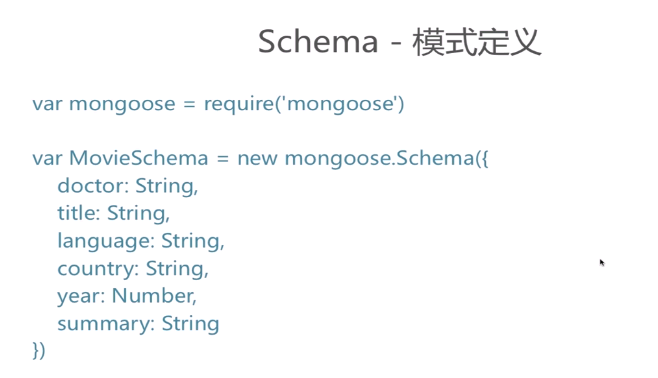 Schema - 模式定义
var mongoose = require('mongoose')
var MovieSchema = new mongoose.Schema({
doctor: String,
title: String,
language: String,
country: String,
year: Number,
summary: String
})